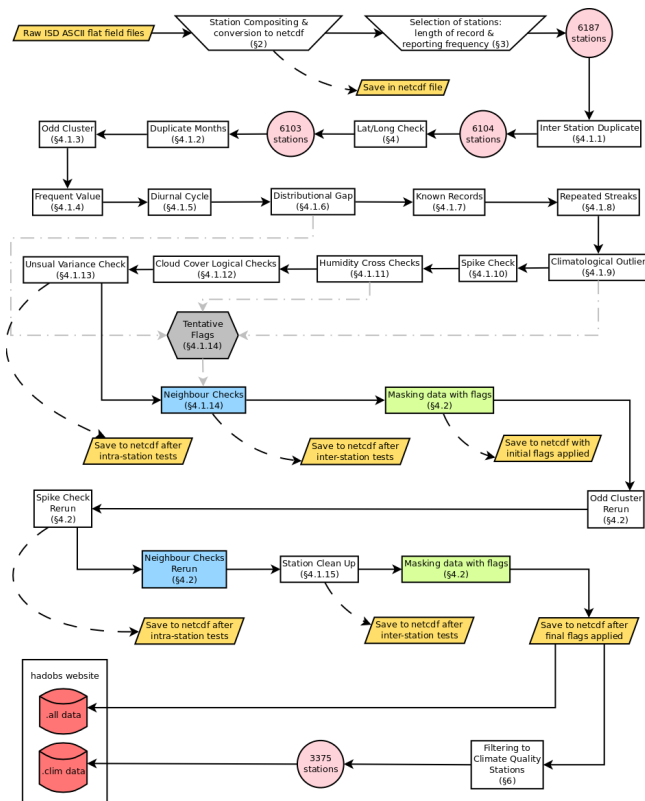 Raw ISD ASCII flat field files
Station Compositing &
conversion to netcdf
(§2)
Selection of stations:
length of record &
reporting frequency (§3)
6187
stations
Save in netcdf file
Odd Cluster
(§4.1.3)
Duplicate Months
(§4.1.2)
6103
stations
Lat/Long Check
(§4)
6104
stations
Inter Station Duplicate
(§4.1.1)
Frequent Value
(§4.1.4)
Diurnal Cycle
(§4.1.5)
Distributional Gap
(§4.1.6)
Known Records
(§4.1.7)
Repeated Streaks
(§4.1.8)
Unsual Variance Check
(§4.1.13)
Cloud Cover Logical Checks
(§4.1.12)
Humidity Cross Checks
(§4.1.11)
Spike Check
(§4.1.10)
Climatological Outlier
(§4.1.9)
Tentative
Flags
(§4.1.14)
Neighbour Checks
(§4.1.14)
Masking data with flags
(§4.2)
Save to netcdf after
intra-station tests
Save to netcdf after
inter-station tests
Save to netcdf with
initial flags applied
Spike Check
Rerun
(§4.2)
Odd Cluster
Rerun
(§4.2)
Neighbour Checks
Rerun
(§4.2)
Station Clean Up
(§4.1.15)
Masking data with flags
(§4.2)
Save to netcdf after
intra-station tests
Save to netcdf after
inter-station tests
Save to netcdf after
final flags applied
hadobs website
.all data
.clim data
3375
stations
Filtering to
Climate Quality
Stations
(§6)